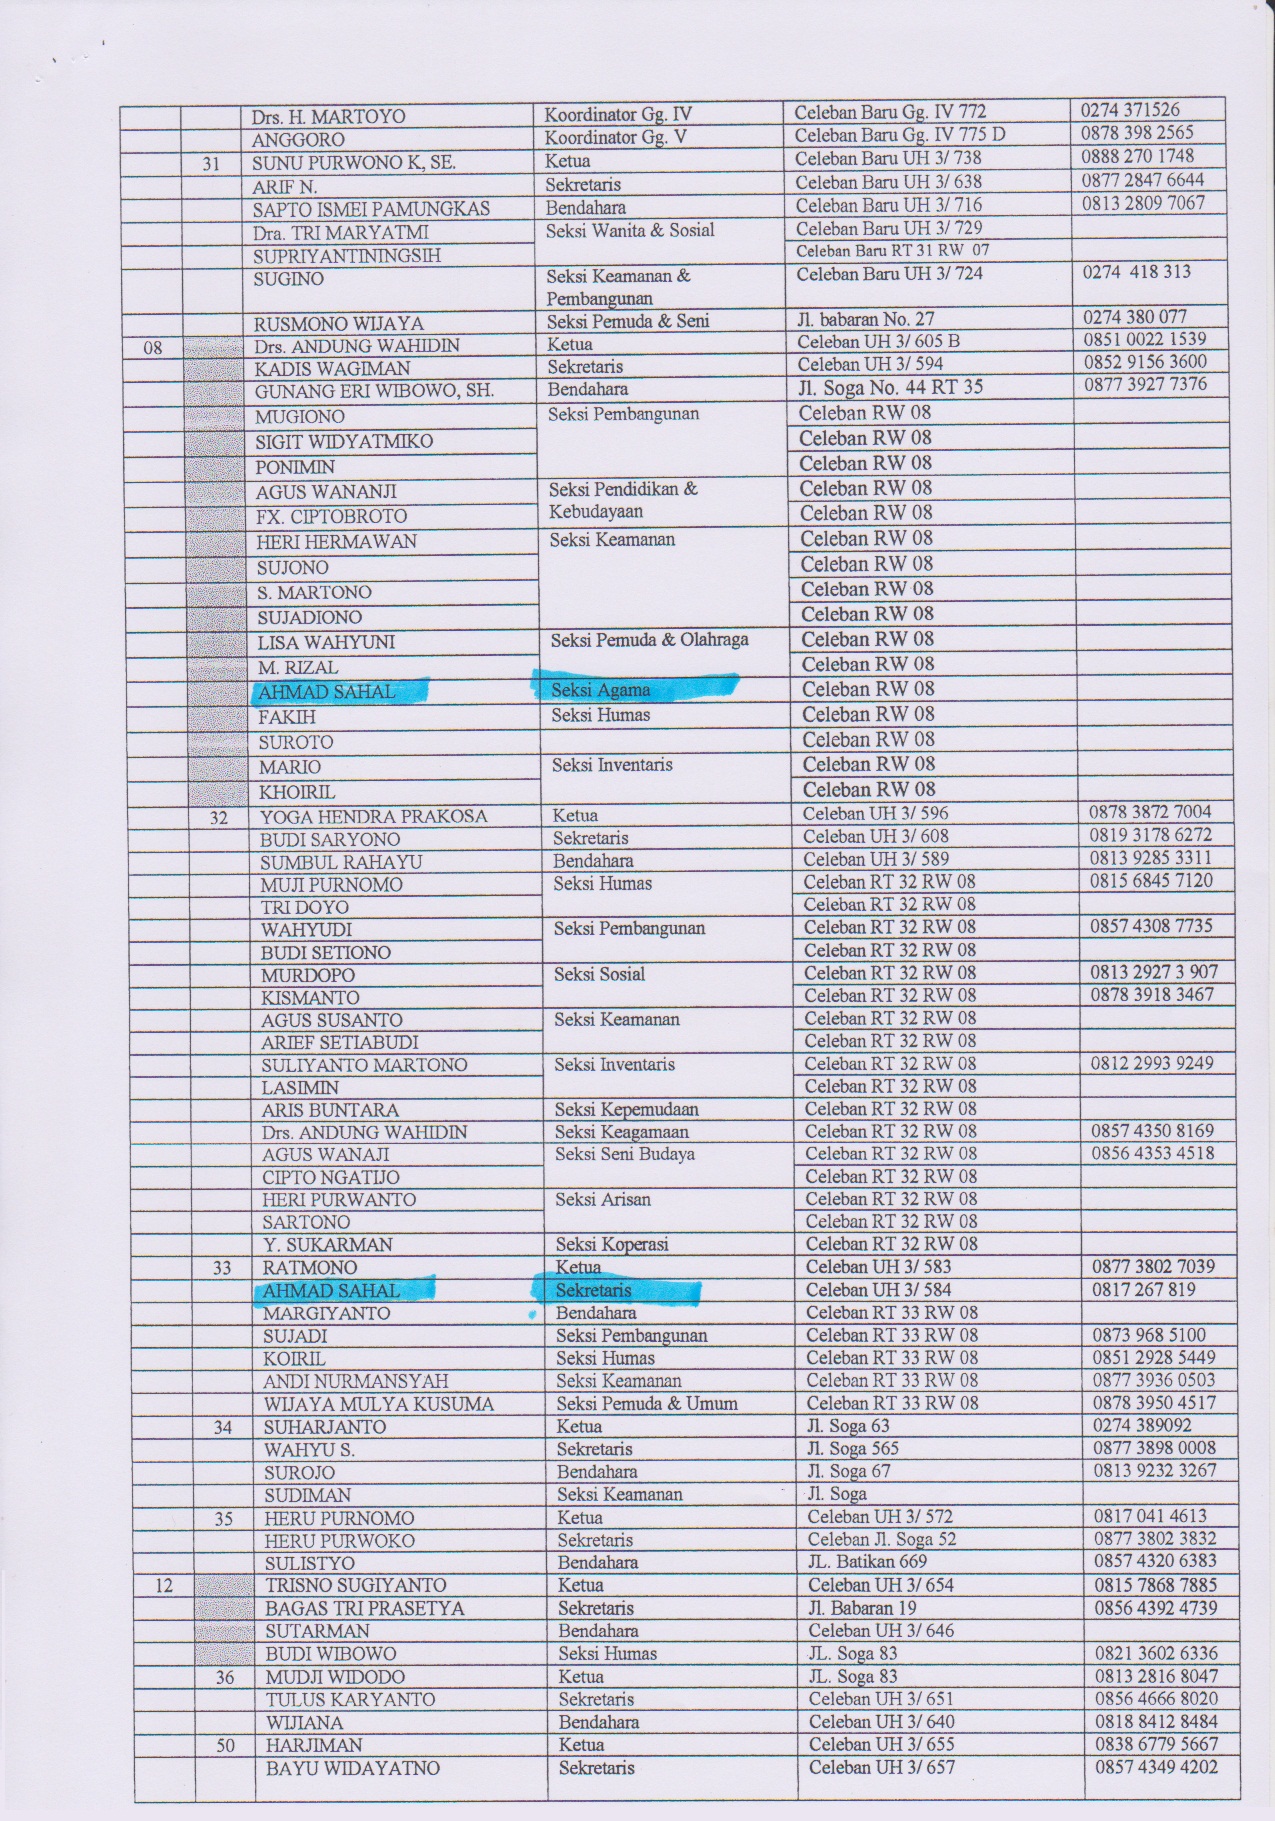 Drs. H. MARTOYO Koordinator Gg. IV Celeban Baru Gg. IV 772 0274 371526
ANGGORO Koordinator Gg. V Celeban Baru Gg. IV 775 D 0878 398 2565
31 SUNU PURWONO K, SE. Ketua Celeban Baru UH 3/ 738 0888 270 1748
ARIF N. Sekretaris Celeban Baru UH 3/ 638 0877 2847 6644
SAPTO ISMEI PAMUNGKAS Bendahara Celeban Baru UH 3/ 716 0813 2809 7067
Dra. TRI MARYATMI Seksi Wanita & Sosial Celeban Baru UH 3/ 729
SUPRIYANTININGSIH Celeban Baru RT 31 RW 07
SUGINO Seksi Keamanan & Celeban Baru UH 3/ 724 0274 418 313
Pembangunan
RUSMONO WIJAYA Seksi Pemuda & Seni Jl. babaran No. 27 0274 380 077
08 Drs. ANDUNG WAHIDIN Ketua Celeban UH 3/ 605 B 0851 0022 1539
KADIS WAGIMAN Sekretaris Celeban UH 3/ 594 0852 9156 3600
GUNANG ERI WIBOWO, SH. Bendahara Jl. Soga No. 44 RT 35 0877 3927 7376
MUGIONO Seksi Pembangunan Celeban RW 08
SIGIT WIDYATMIKO Celeban RW 08
PONIMIN Celeban RW 08
AGUS WANANJI Seksi Pendidikan & Celeban RW 08
FX. CIPTOBROTO Kebudayaan Celeban RW 08
HERI HERMAWAN Seksi Keamanan Celeban RW 08
SUJONO Celeban RW 08
S. MARTONO Celeban RW 08
SUJADIONO Celeban RW 08
LISA WAHYUNI Seksi Pemuda & Olahraga Celeban RW 08
M. RIZAL Celeban RW 08
AHMAD SAHAL Seksi Agama Celeban RW 08
FAKIH Seksi Humas Celeban RW 08
SUROTO Celeban RW 08
MARIO Seksi Inventaris Celeban RW 08
KHOIRIL Celeban RW 08
32 YOGA HENDRA PRAKOSA Ketua Celeban UH 3/ 596 0878 3872 7004
BUDI SARYONO Sekretaris Celeban UH 3/ 608 0819 3178 6272
SUMBUL RAHAYU Bendahara Celeban UH 3/ 589 0813 9285 3311
MUJI PURNOMO Seksi Humas Celeban RT 32 RW 08 0815 6845 7120
TRI DOYO Celeban RT 32 RW 08
WAHYUDI Seksi Pembangunan Celeban RT 32 RW 08 0857 4308 7735
BUDI SETIONO Celeban RT 32 RW 08
MURDOPO Seksi Sosial Celeban RT 32 RW 08 0813 2927 3 907
KISMANTO Celeban RT 32 RW 08 0878 3918 3467
AGUS SUSANTO Seksi Keamanan Celeban RT 32 RW 08
ARIEF SETIABUDI Celeban RT 32 RW 08
SULIYANTO MARTONO Seksi Inventaris Celeban RT 32 RW 08 0812 2993 9249
LASIMIN Celeban RT 32 RW 08
ARIS BUNTARA Seksi Kepemudaan Celeban RT 32 RW 08
Drs. ANDUNG WAHIDIN Seksi Keagamaan Celeban RT 32 RW 08 0857 4350 8169
AGUS WANAJI Seksi Seni Budaya Celeban RT 32 RW 08 0856 4353 4518
CIPTO NGATIJO Celeban RT 32 RW 08
HERI PURWANTO Seksi Arisan Celeban RT 32 RW 08
SARTONO Celeban RT 32 RW 08
Y. SUKARMAN Seksi Koperasi Celeban RT 32 RW 08
33 RATMONO Ketua Celeban UH 3/ 583 0877 3802 7039
AHMAD SAHAL Sekretaris Celeban UH 3/ 584 0817 267 819
MARGIYANTO Bendahara Celeban RT 33 RW 08
SUJADI Seksi Pembangunan Celeban RT 33 RW 08 0873 968 5100
KOIRIL Seksi Humas Celeban RT 33 RW 08 0851 2928 5449
ANDI NURMANSYAH Seksi Keamanan Celeban RT 33 RW 08 0877 3936 0503
WIJAYA MULYA KUSUMA Seksi Pemuda & Umum Celeban RT 33 RW 08 0878 3950 4517
34 SUHARJANTO Ketua Jl. Soga 63 0274 389092
WAHYU S. Sekretaris Jl. Soga 565 0877 3898 0008
SUROJO Bendahara Jl. Soga 67 0813 9232 3267
SUDIMAN Seksi Keamanan Jl. Soga
35 HERU PURNOMO Ketua Celeban UH 3/ 572 0817 041 4613
HERU PURWOKO Sekretaris Celeban Jl. Soga 52 0877 3802 3832
SULISTYO Bendahara JL. Batikan 669 0857 4320 6383
12 TRISNO SUGIYANTO Ketua Celeban UH 3/ 654 0815 7868 7885
BAGAS TRI PRASETYA Sekretaris Jl. Babaran 19 0856 4392 4739
SUTARMAN Bendahara Celeban UH 3/ 646
BUDI WIBOWO Seksi Humas JL. Soga 83 0821 3602 6336
36 MUDJI WIDODO Ketua JL. Soga 83 0813 2816 8047
TULUS KARYANTO Sekretaris Celeban UH 3/ 651 0856 4666 8020
WIJIANA Bendahara Celeban UH 3/ 640 0818 8412 8484
50 HARJIMAN Ketua Celeban UH 3/ 655 0838 6779 5667
BAYU WIDAYATNO Sekretaris Celeban UH 3/ 657 0857 4349 4202